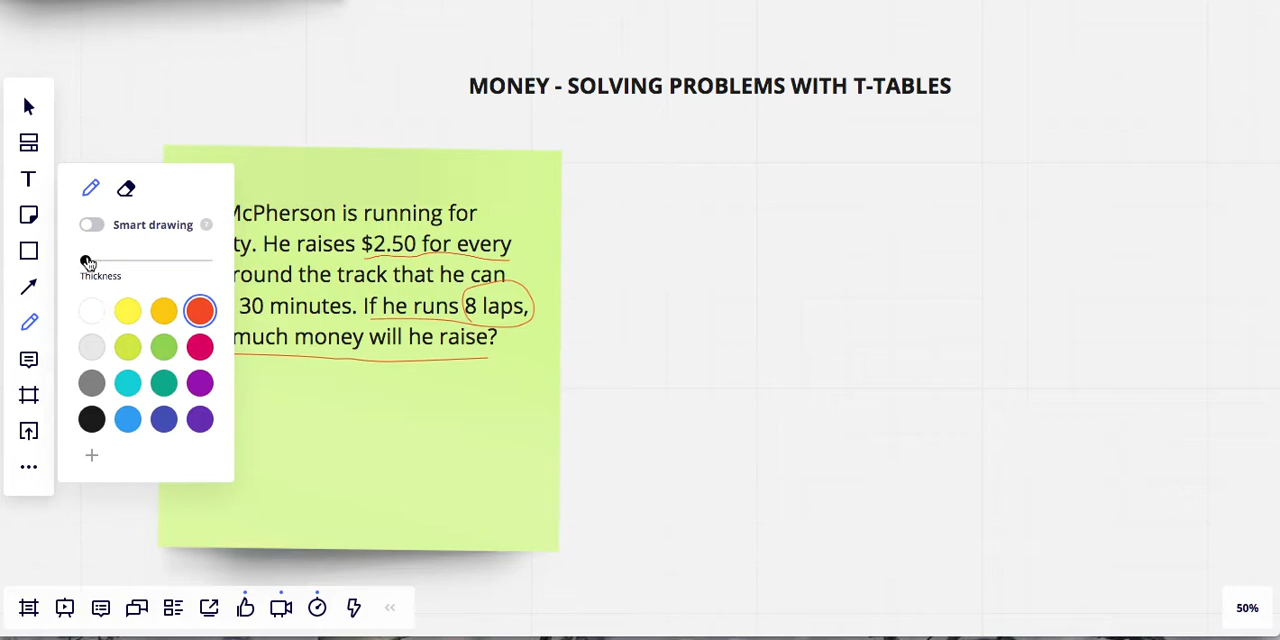 MONEY - SOLVING PROBLEMS WITH T-TABLES
T
Smart drawing ?
Thickness
McPherson is running for
ty. He raises $2.50 for every
round the track that he can
30 minutes. If he runs 8 laps,
much money will he raise?
50%